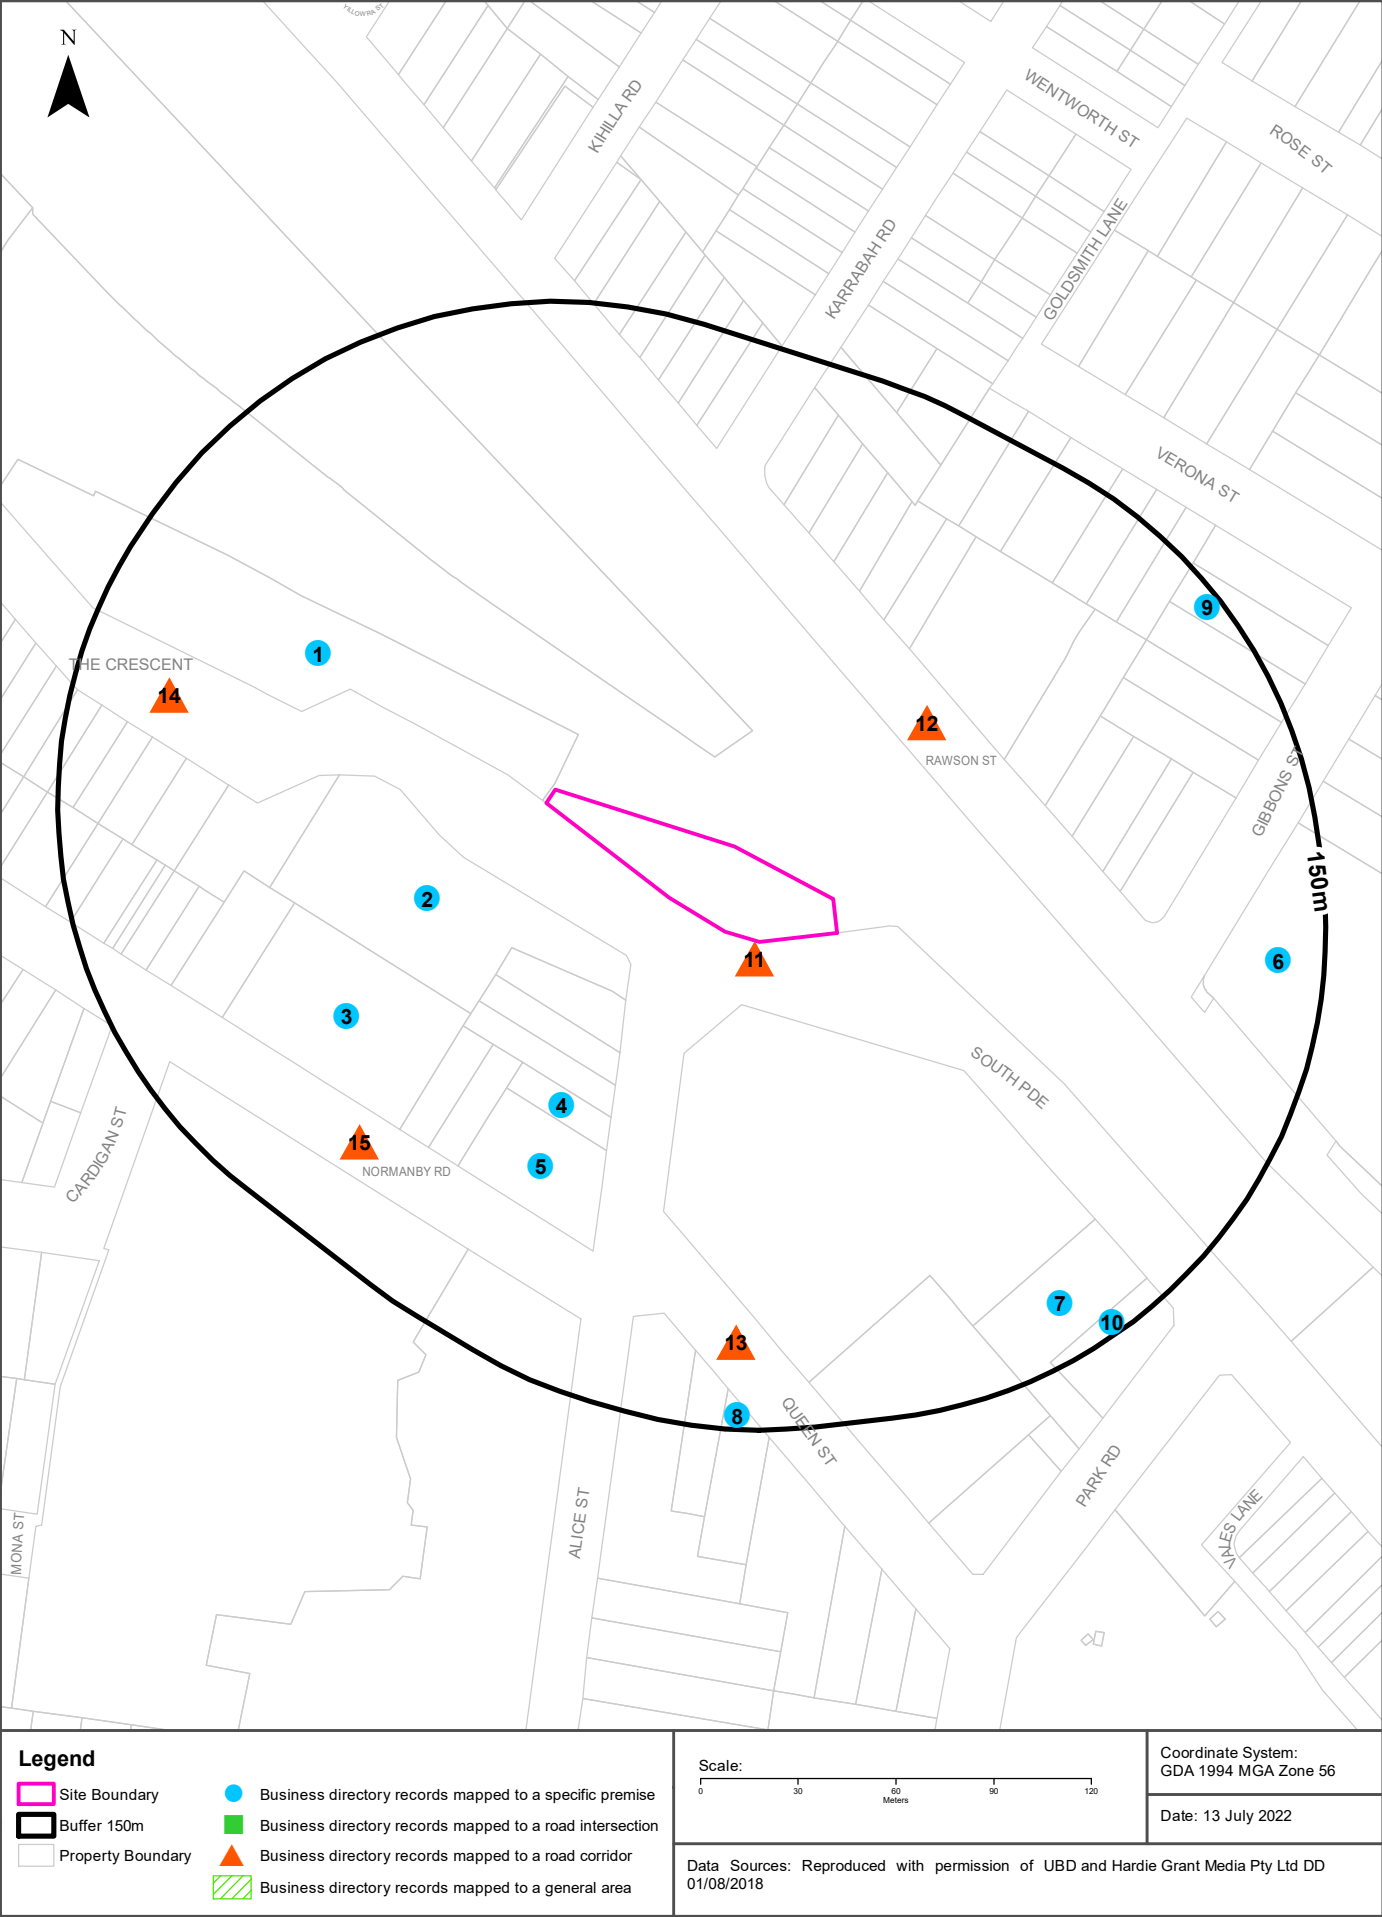 YILLOWRA ST
N
KIHILLA RD
WENTWORTH ST
ROSE ST
GOLDSMITH LANE
KARRABAH RD
VERONA ST
9
1
THE CRESCENT
14
12
RAWSON ST
GIBBONS ST
150m
2
11
6
3
SOUTH PDE
4
CARDIGAN ST
15
NORMANBY RD
5
7
10
13
8
QUEEN ST
PARK RD
ALICE ST
VALES LANE
MONA ST
Legend
Site Boundary
Buffer 150m
Property Boundary
Business directory records mapped to a specific premise
Business directory records mapped to a road intersection
Business directory records mapped to a road corridor
Business directory records mapped to a general area
Scale:
0 30 60 90 120
Meters
Coordinate System:
GDA 1994 MGA Zone 56
Date: 13 July 2022
Data Sources: Reproduced with permission of UBD and Hardie Grant Media Pty Ltd DD
01/08/2018